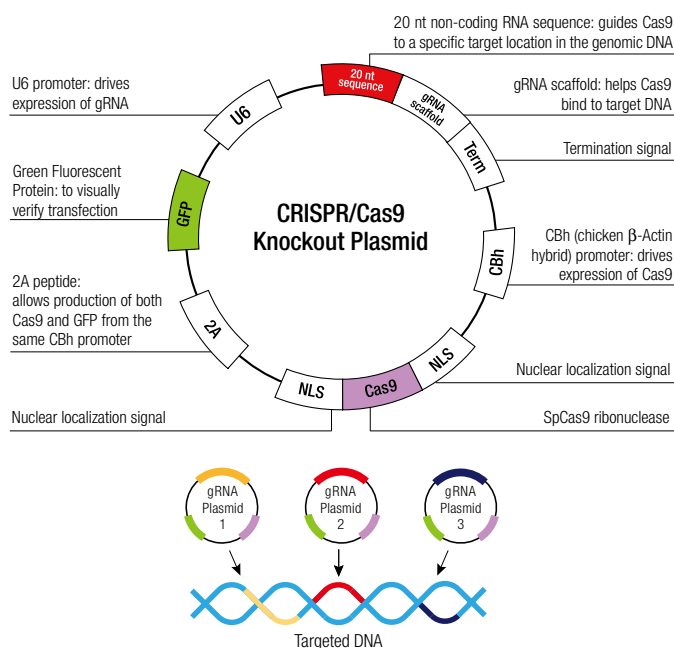 20 nt non-coding RNA sequence: guides Cas9
to a specific target location in the genomic DNA
U6 promoter: drives
expression of gRNA
20 nt
sequence
gRNA
scaffold
gRNA scaffold: helps Cas9
bind to target DNA
U6
Term
Termination signal
Green Fluorescent
Protein: to visually
verify transfection
GFP
CRISPR/Cas9
Knockout Plasmid
CBh
CBh (chicken β-Actin
hybrid) promoter: drives
expression of Cas9
2A peptide:
allows production of both
Cas9 and GFP from the
same CBh promoter
2A
NLS
Cas9
NLS
Nuclear localization signal
Nuclear localization signal
SpCas9 ribonuclease
gRNA
Plasmid
1
gRNA
Plasmid
2
gRNA
Plasmid
3
Targeted DNA